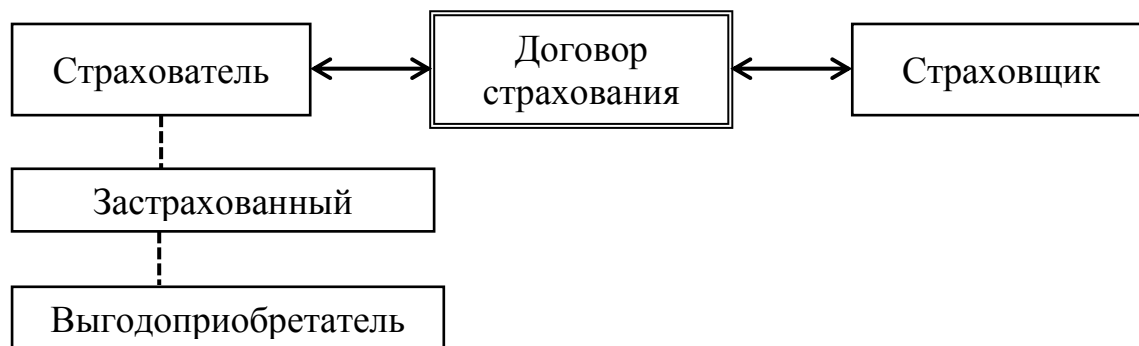 Страхователь
Договор
страхования
Страховщик
Застрахованный
Выгодоприобретатель